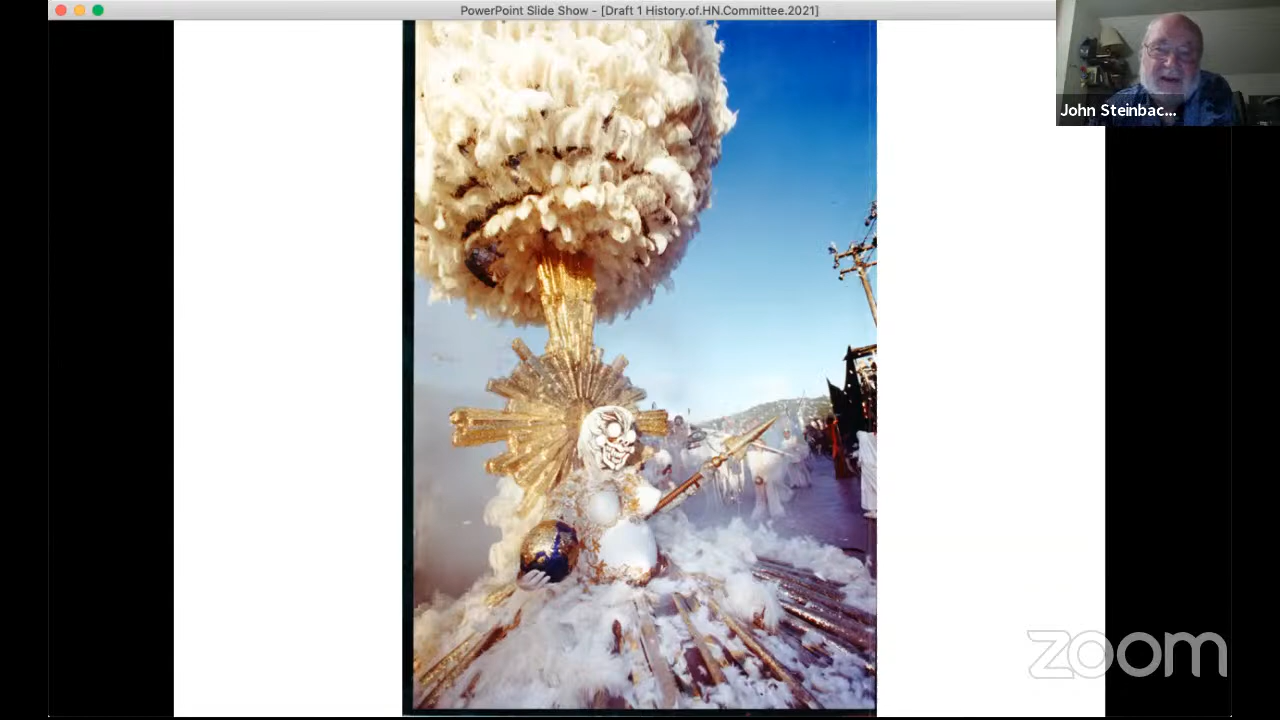 PowerPoint Slide Show - [Draft 1 History.of.HN.Committee.2021]
John Steinbac...
zoom